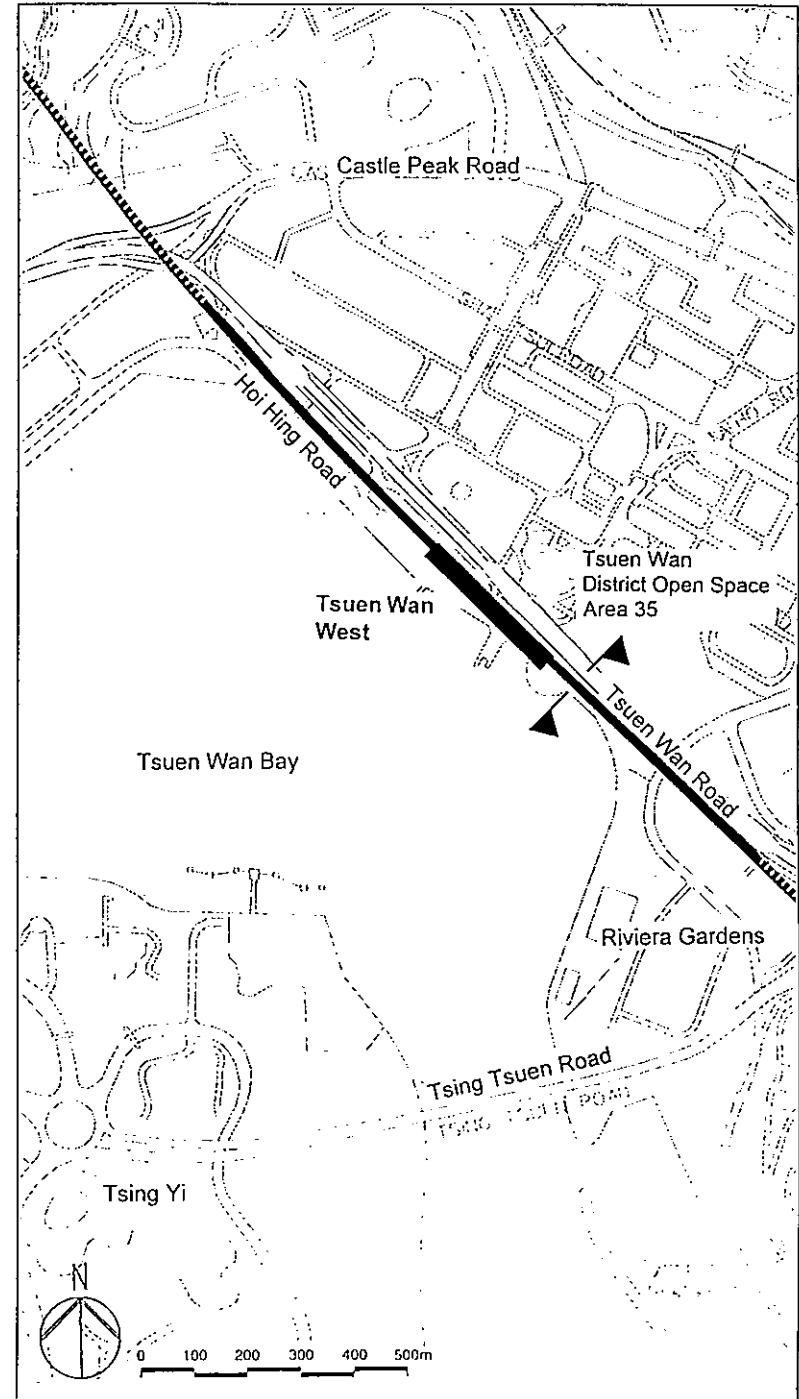 Castle Peak Road
Hoi Hing Road
Tsuen Wan
District Open Space
Area 35
Tsuen Wan
West
Tsuen Wan Road
Tsuen Wan Bay
Riviera Gardens
Tsing Tsuen Road
Tsing Yi
N
0 100 200 300 400 500m